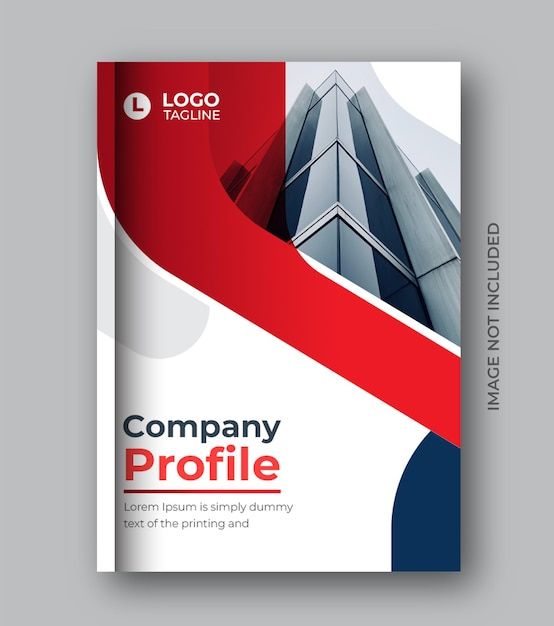 L
LOGO
TAGLINE
Company
Profile
Lorem Ipsum is simply dummy
text of the printing and
IMAGE NOT INCLUDED